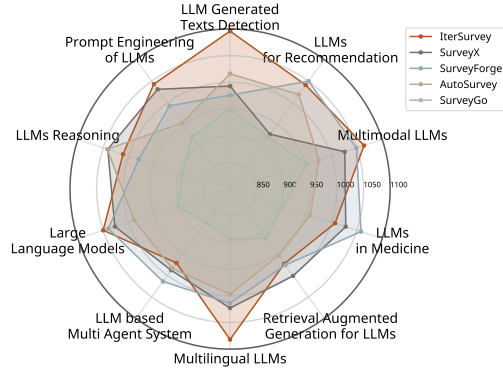 LLM Generated
Texts Detection
Prompt Engineering
of LLMs
LLMs
for Recommendation
IterSurvey
SurveyX
SurveyForge
AutoSurvey
SurveyGo
LLMs Reasoning
Multimodal LLMs
850
900
950
1000
1050
1100
Large
Language Models
LLMs
in Medicine
LLM based
Multi Agent System
Retrieval Augmented
Generation for LLMs
Multilingual LLMs